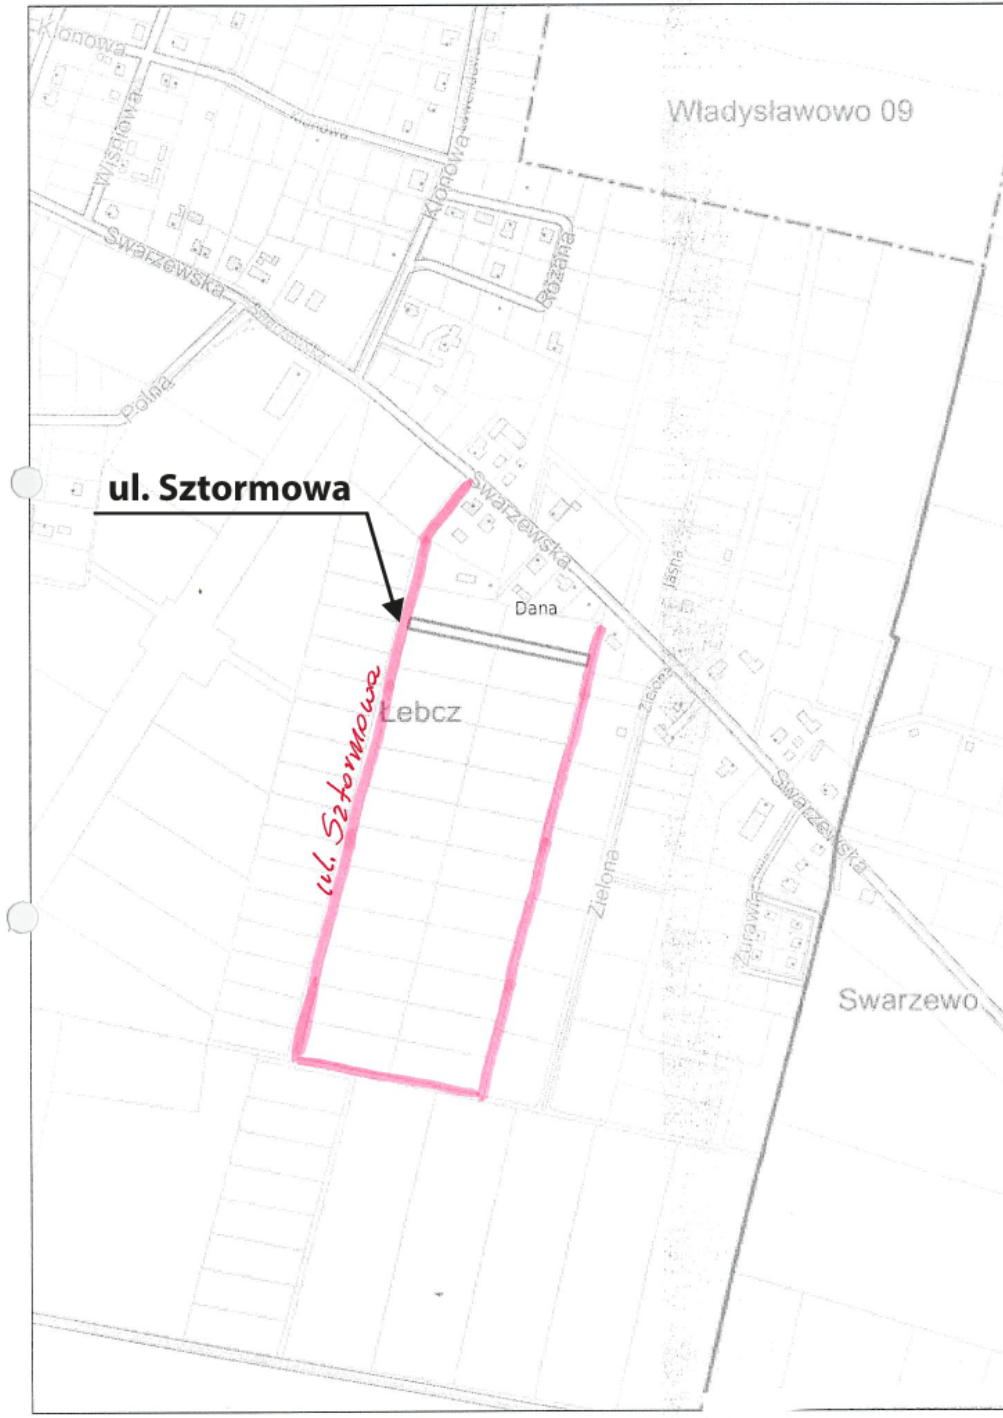 Klonowa
Wiśniowa
Klonowa
Klonowa
Władysławowo 09
Swarzewska
Swarzewska
Różana
Polna
ul. Sztormowa
Swarzewska
Jasna
Dana
Zielona
Łebcz
ul. Sztormowa
Swarzewska
Zielona
Żurawia
Swarzewo